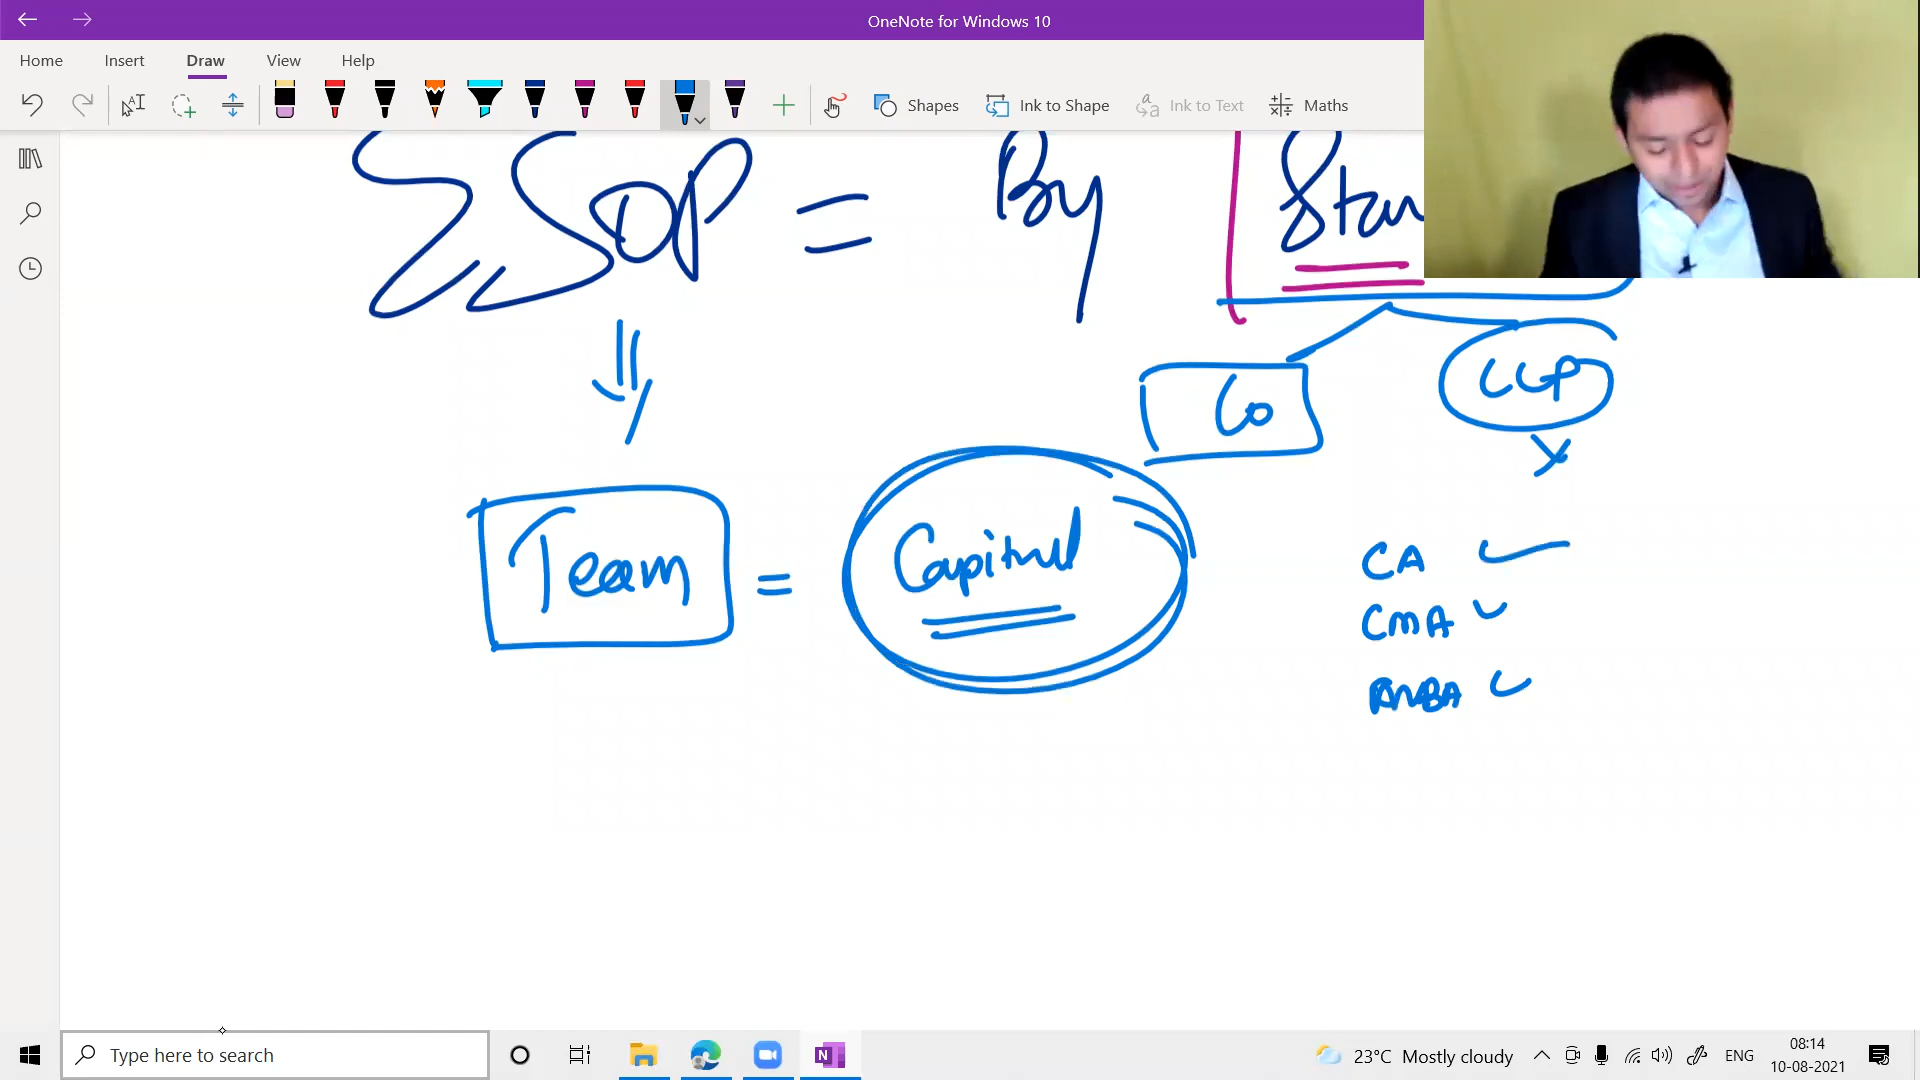 OneNote for Windows 10
Home Insert Draw View Help
Shapes Ink to Shape Ink to Text Maths
ESOP = By
Co LLP
Team = Capital
CA
CMA
MBA
Type here to search
23°C Mostly cloudy ENG 08:14
10-08-2021